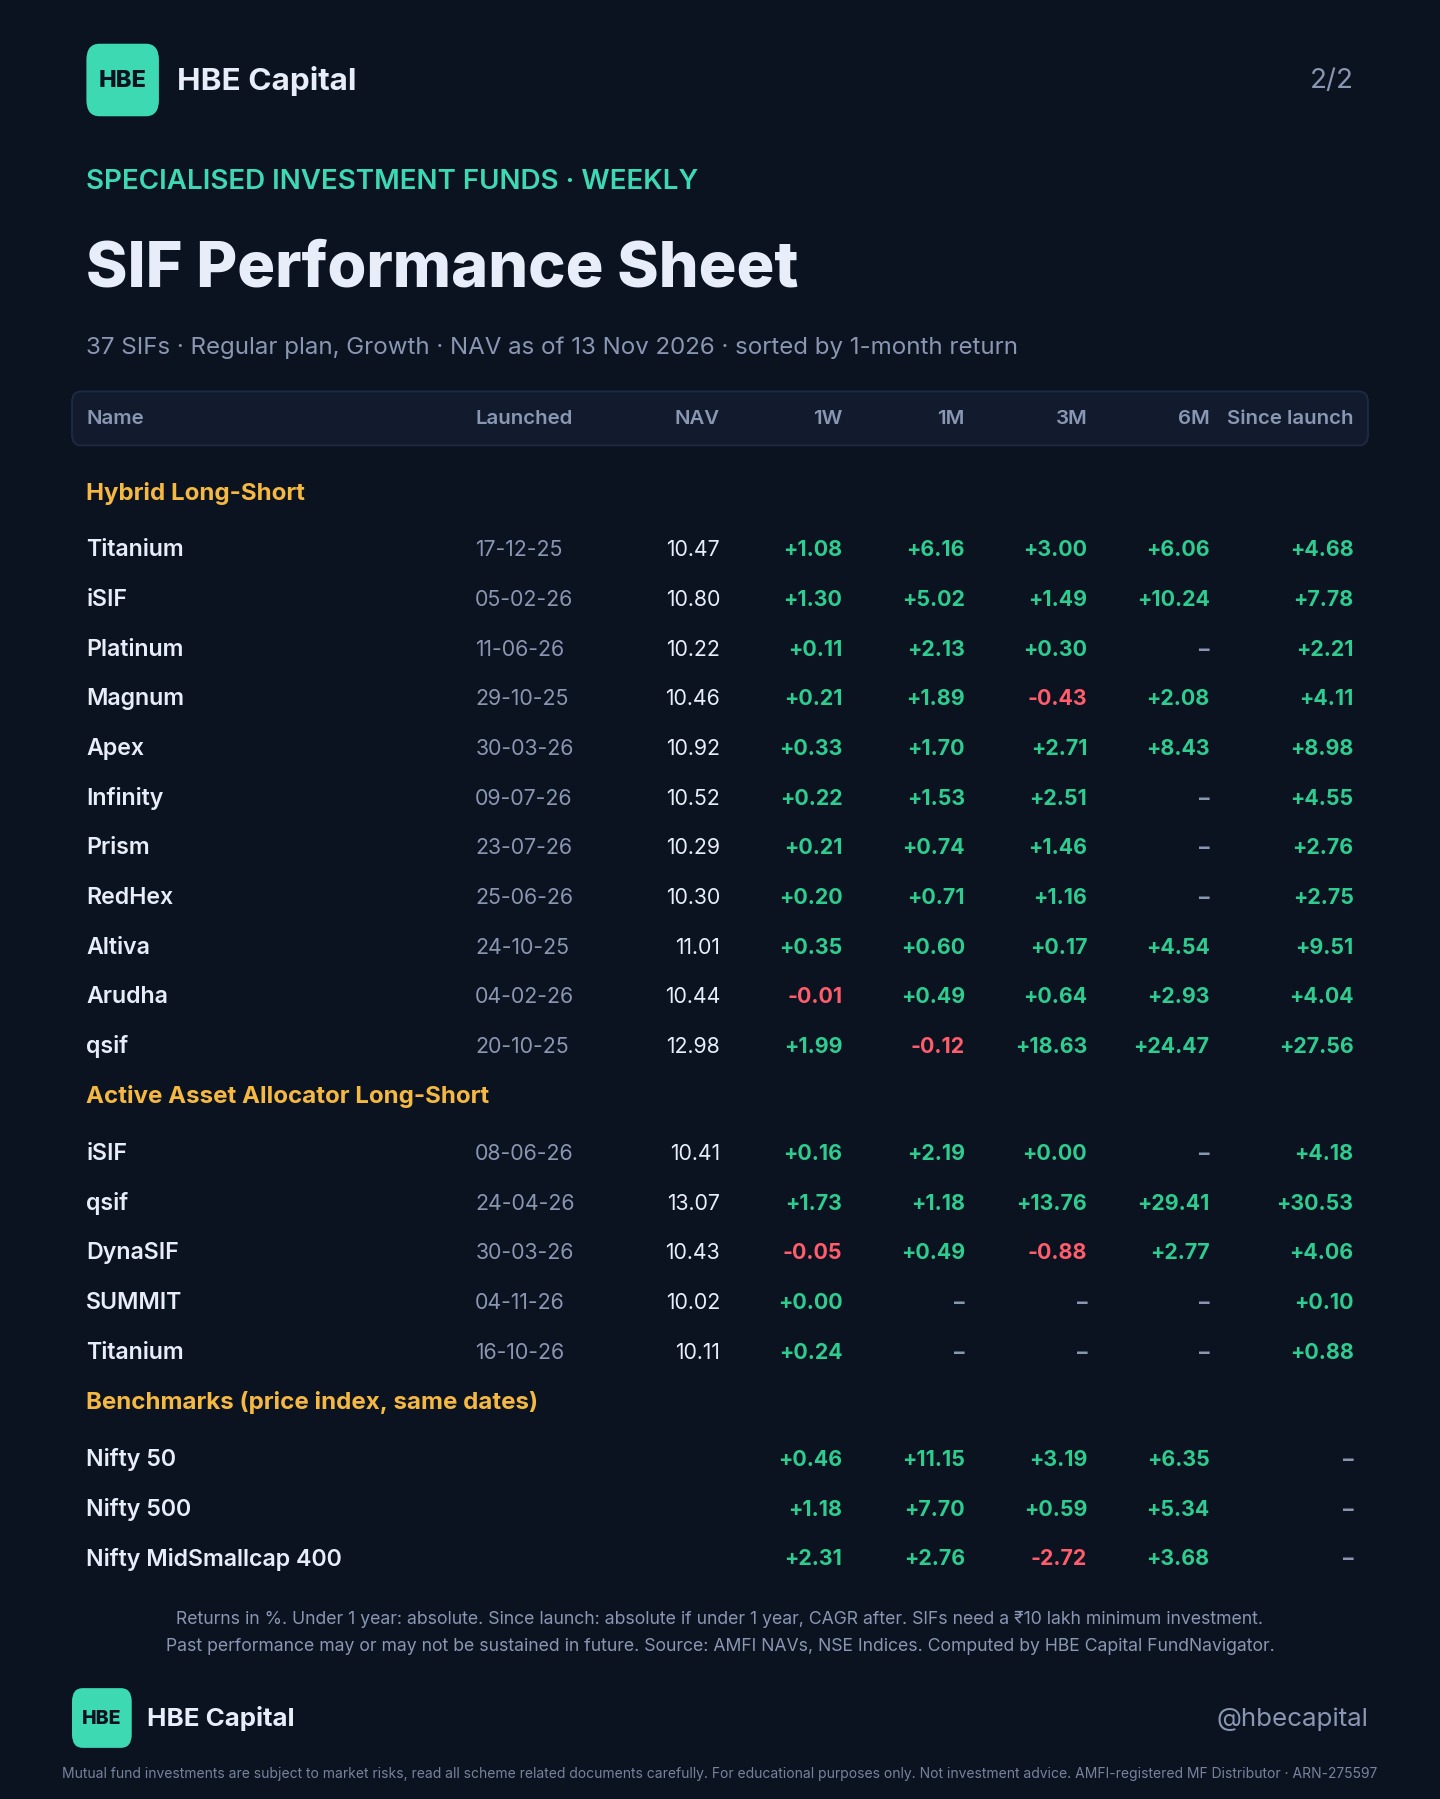 HBE HBE Capital 2/2
SPECIALISED INVESTMENT FUNDS · WEEKLY
SIF Performance Sheet
37 SIFs · Regular plan, Growth · NAV as of 13 Nov 2026 · sorted by 1-month return
Name Launched NAV 1W 1M 3M 6M Since launch
Hybrid Long-Short
Titanium 17-12-25 10.47 +1.08 +6.16 +3.00 +6.06 +4.68
iSIF 05-02-26 10.80 +1.30 +5.02 +1.49 +10.24 +7.78
Platinum 11-06-26 10.22 +0.11 +2.13 +0.30 – +2.21
Magnum 29-10-25 10.46 +0.21 +1.89 -0.43 +2.08 +4.11
Apex 30-03-26 10.92 +0.33 +1.70 +2.71 +8.43 +8.98
Infinity 09-07-26 10.52 +0.22 +1.53 +2.51 – +4.55
Prism 23-07-26 10.29 +0.21 +0.74 +1.46 – +2.76
RedHex 25-06-26 10.30 +0.20 +0.71 +1.16 – +2.75
Altiva 24-10-25 11.01 +0.35 +0.60 +0.17 +4.54 +9.51
Arudha 04-02-26 10.44 -0.01 +0.49 +0.64 +2.93 +4.04
qsif 20-10-25 12.98 +1.99 -0.12 +18.63 +24.47 +27.56
Active Asset Allocator Long-Short
iSIF 08-06-26 10.41 +0.16 +2.19 +0.00 – +4.18
qsif 24-04-26 13.07 +1.73 +1.18 +13.76 +29.41 +30.53
DynaSIF 30-03-26 10.43 -0.05 +0.49 -0.88 +2.77 +4.06
SUMMIT 04-11-26 10.02 +0.00 – – – +0.10
Titanium 16-10-26 10.11 +0.24 – – – +0.88
Benchmarks (price index, same dates)
Nifty 50 +0.46 +11.15 +3.19 +6.35 –
Nifty 500 +1.18 +7.70 +0.59 +5.34 –
Nifty MidSmallcap 400 +2.31 +2.76 -2.72 +3.68 –
Returns in %. Under 1 year: absolute. Since launch: absolute if under 1 year, CAGR after. SIFs need a ₹10 lakh minimum investment.
Past performance may or may not be sustained in future. Source: AMFI NAVs, NSE Indices. Computed by HBE Capital FundNavigator.
HBE HBE Capital @hbecapital
Mutual fund investments are subject to market risks, read all scheme related documents carefully. For educational purposes only. Not investment advice. AMFI-registered MF Distributor · ARN-275597